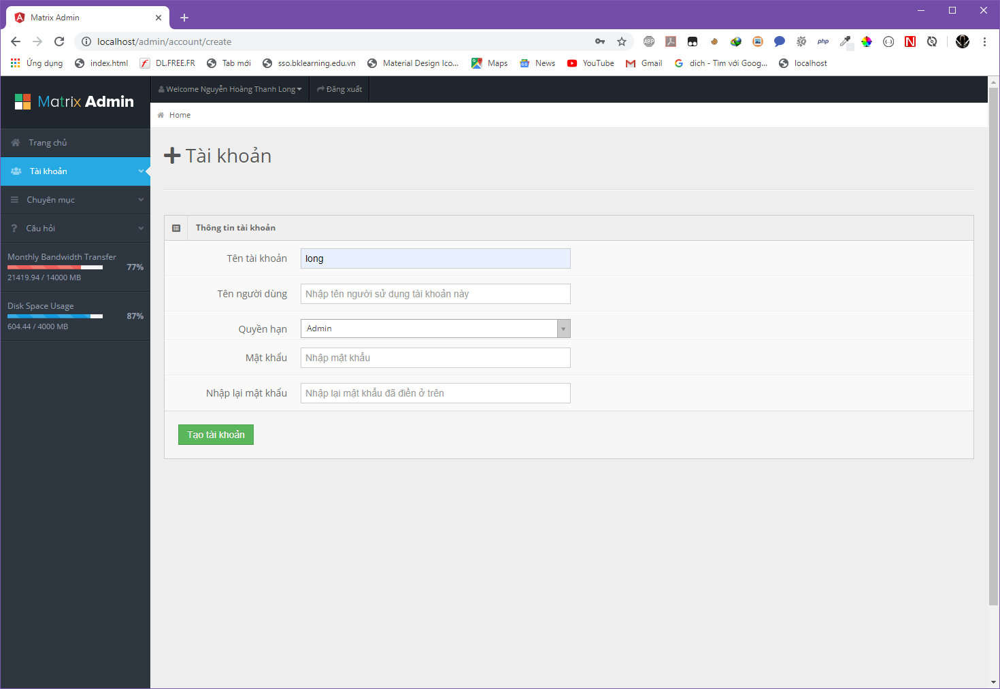 Matrix Admin
localhost/admin/account/create
ABP
php
N
Ứng dụng
index.html
DL.FREE.FR
Tab mới
sso.bklearning.edu.vn
Material Design Ico...
Maps
News
YouTube
Gmail
dich - Tìm với Goog...
localhost
Matrix Admin
Welcome Nguyễn Hoàng Thanh Long
Đăng xuất
Home
Trang chủ
Tài khoản
Chuyên mục
Câu hỏi
Monthly Bandwidth Transfer
77%
21419.94 / 14000 MB
Disk Space Usage
87%
604.44 / 4000 MB
Tài khoản
Thông tin tài khoản
Tên tài khoản
long
Tên người dùng
Nhập tên người sử dụng tài khoản này
Quyền hạn
Admin
Mật khẩu
Nhập mật khẩu
Nhập lại mật khẩu
Nhập lại mật khẩu đã điền ở trên
Tạo tài khoản